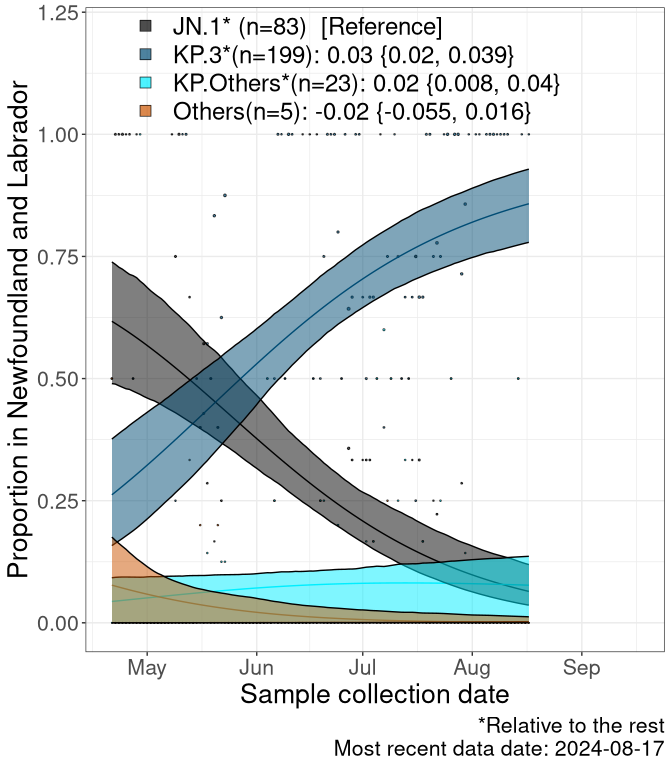 1.25
JN.1* (n=83) [Reference]
KP.3*(n=199): 0.03 {0.02, 0.039}
KP.Others*(n=23): 0.02 {0.008, 0.04}
Others(n=5): -0.02 {-0.055, 0.016}
1.00
0.75
0.50
0.25
0.00
Proportion in Newfoundland and Labrador
May Jun Jul Aug Sep
Sample collection date
*Relative to the rest
Most recent data date: 2024-08-17